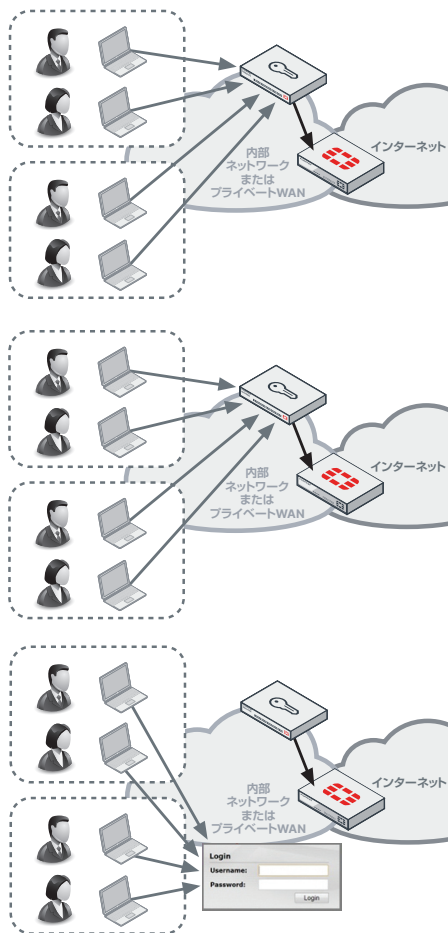 内部
ネットワーク
または
プライベートWAN
インターネット
内部
ネットワーク
または
プライベートWAN
インターネット
内部
ネットワーク
または
プライベートWAN
インターネット
Login
Username:
Password:
Login